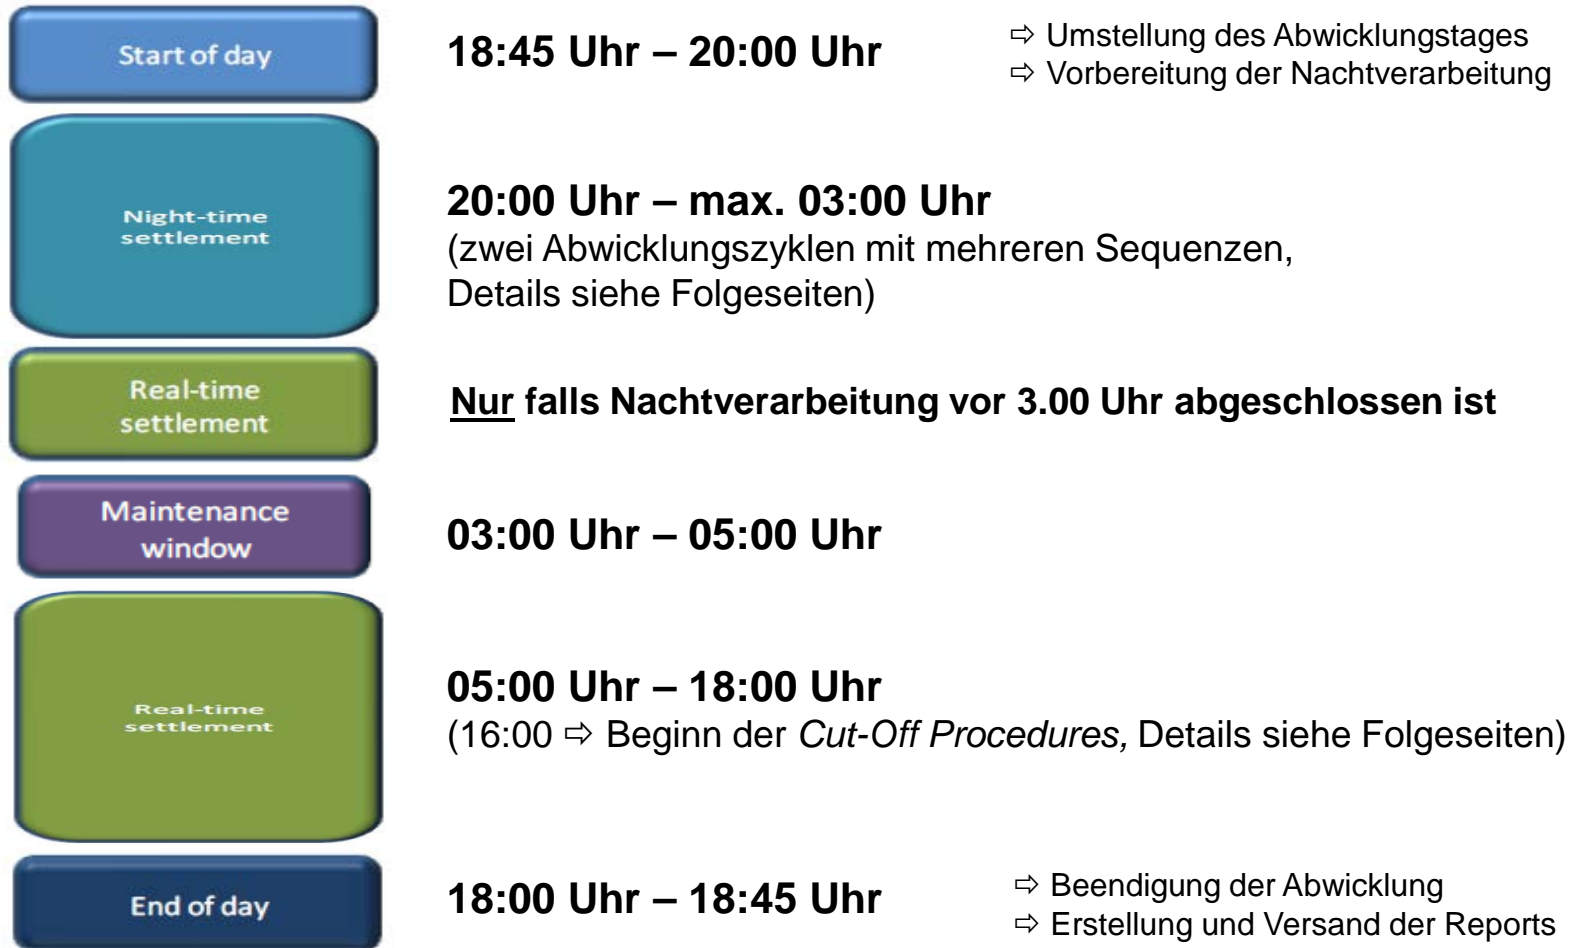 Start of day
18:45 Uhr – 20:00 Uhr
⇨ Umstellung des Abwicklungstages
⇨ Vorbereitung der Nachtverarbeitung
Night-time
settlement
20:00 Uhr – max. 03:00 Uhr
(zwei Abwicklungszyklen mit mehreren Sequenzen,
Details siehe Folgeseiten)
Real-time
settlement
Nur falls Nachtverarbeitung vor 3.00 Uhr abgeschlossen ist
Maintenance
window
03:00 Uhr – 05:00 Uhr
Real-time
settlement
05:00 Uhr – 18:00 Uhr
(16:00 ⇨ Beginn der Cut-Off Procedures, Details siehe Folgeseiten)
End of day
18:00 Uhr – 18:45 Uhr
⇨ Beendigung der Abwicklung
⇨ Erstellung und Versand der Reports